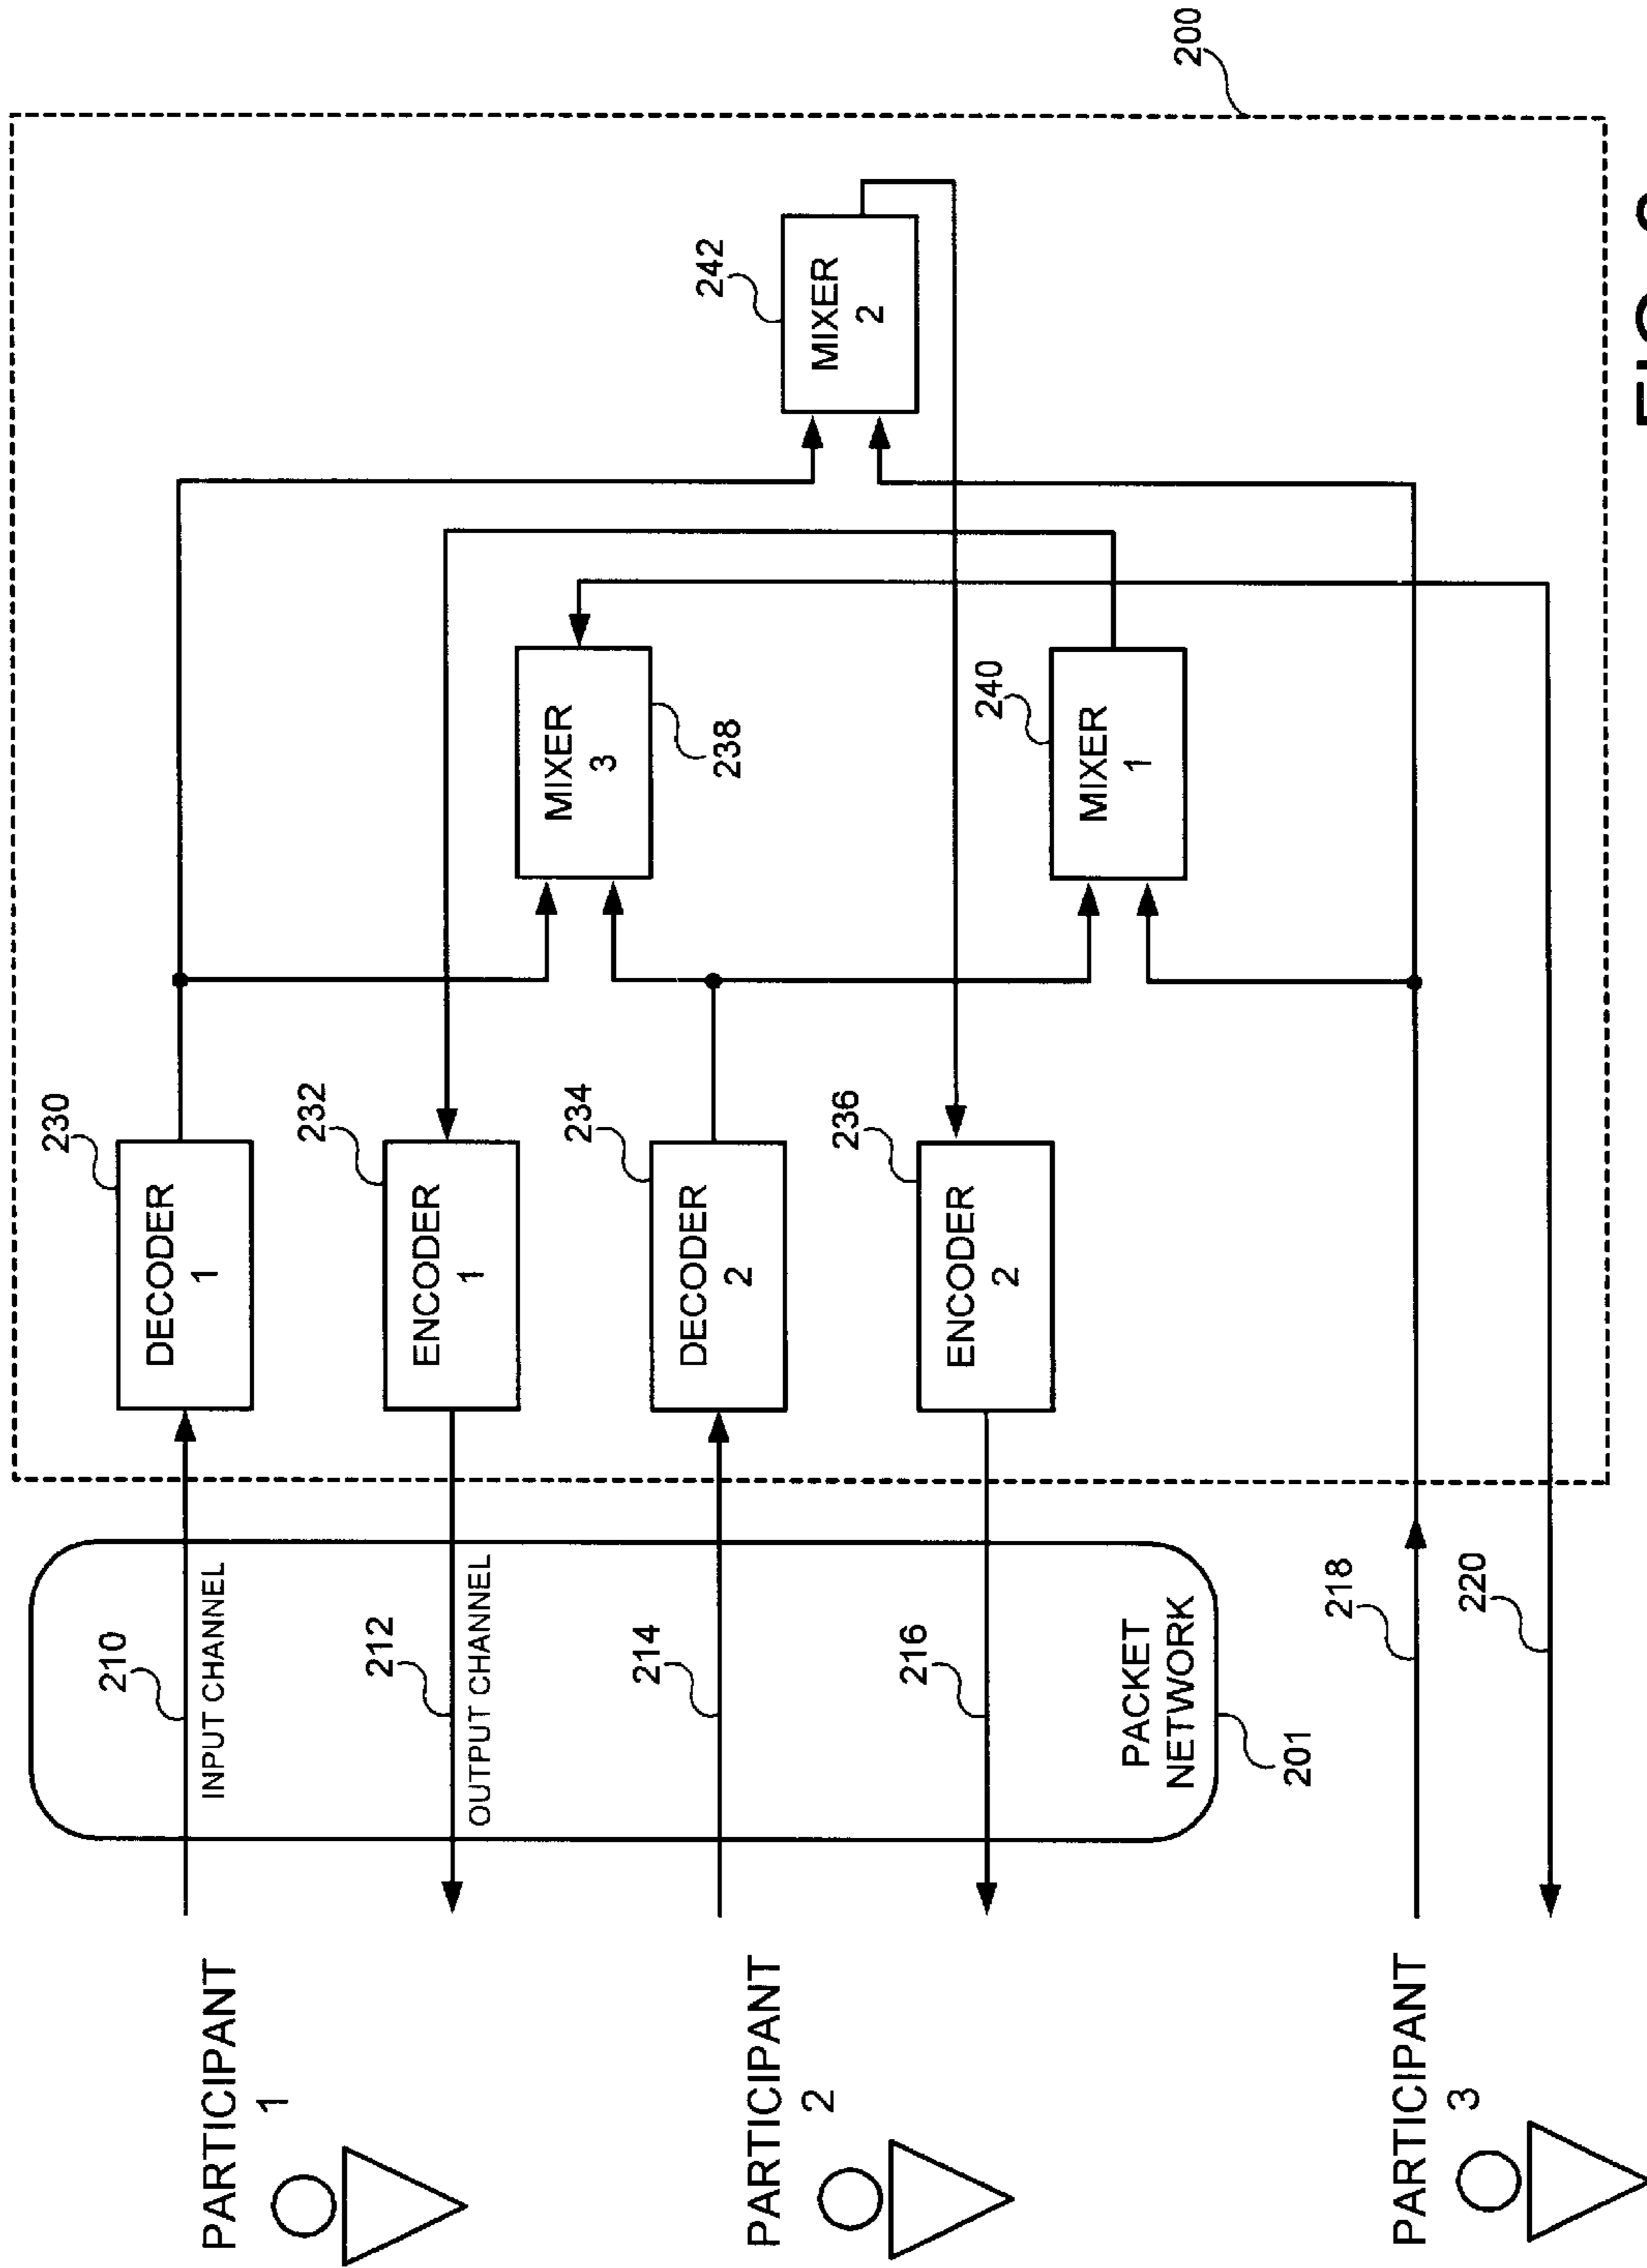 PARTICIPANT
1
210
INPUT CHANNEL
230
DECODER
1
212
OUTPUT CHANNEL
232
ENCODER
1
PARTICIPANT
2
214
234
DECODER
2
MIXER
3
238
242
MIXER
2
216
236
ENCODER
2
240
MIXER
1
PACKET
NETWORK
201
200
PARTICIPANT
3
218
220